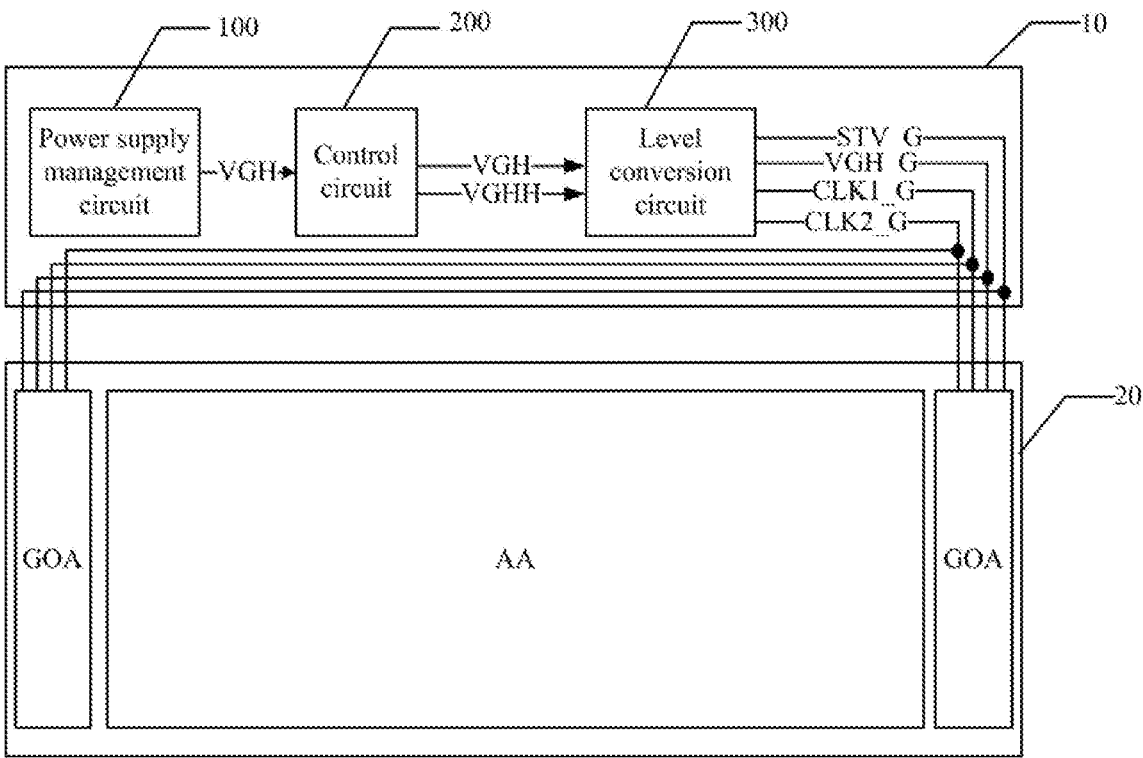 100
200
300
10
Power supply
management
circuit
VGH
Control
circuit
VGH
VGHH
Level
conversion
circuit
STV_G
VGH_G
CLK1_G
CLK2_G
20
GOA
AA
GOA